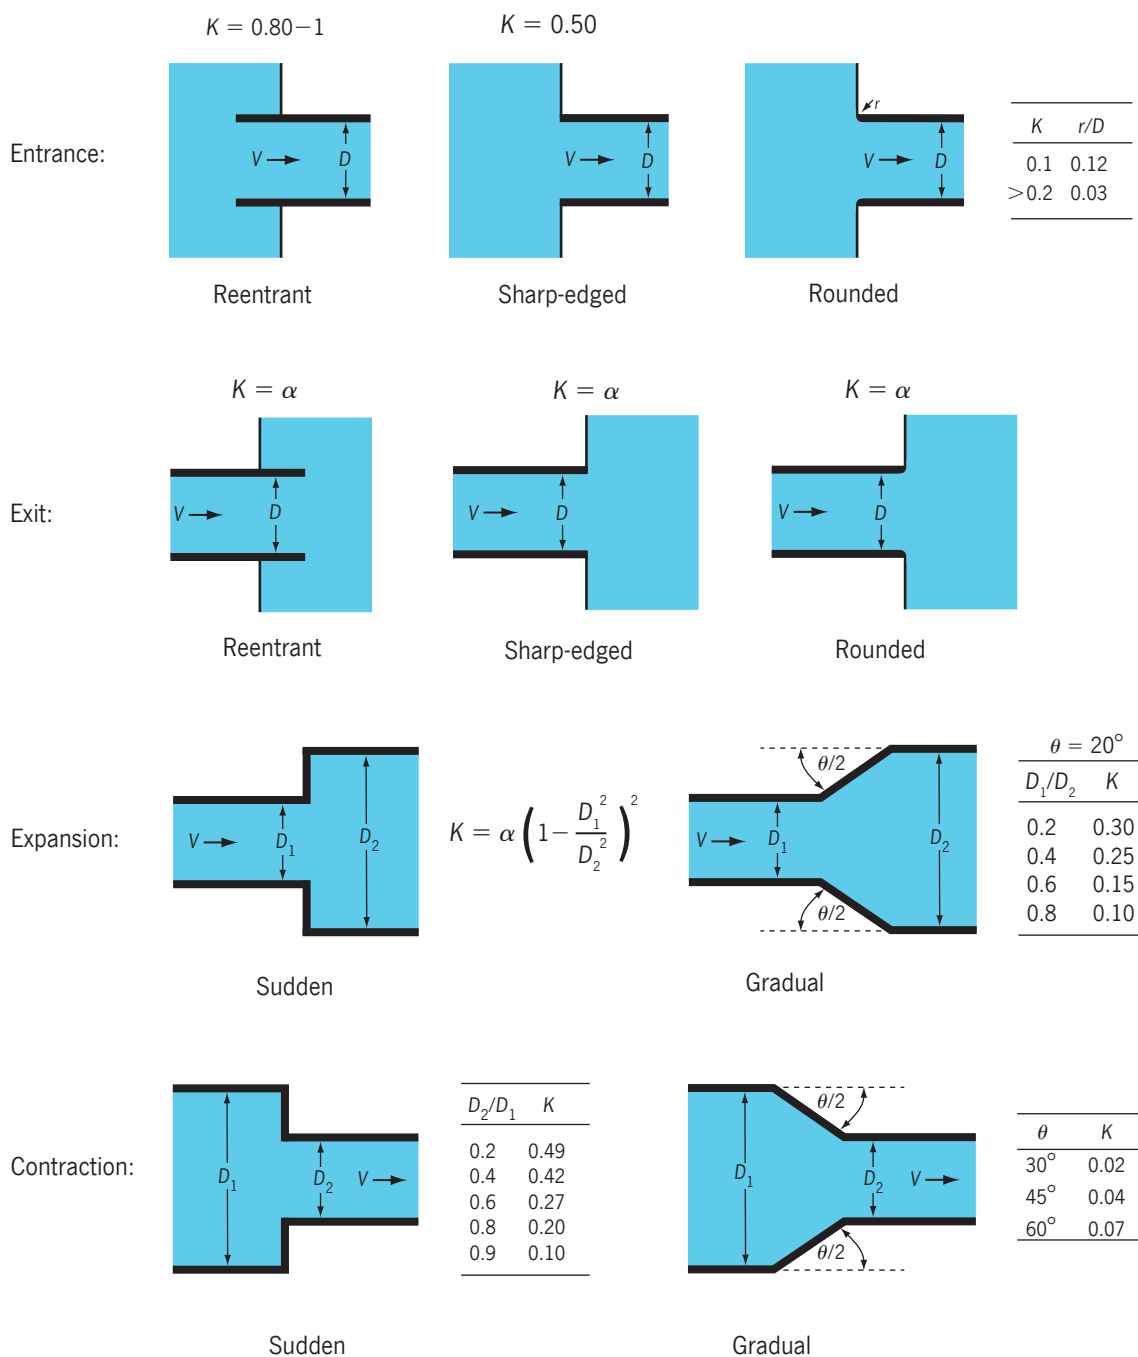 K = 0.80–1
K = 0.50
Entrance:
V
D
V
D
r
V
D
K r/D
0.1 0.12
>0.2 0.03
Reentrant
Sharp-edged
Rounded
K = α
K = α
K = α
Exit:
V
D
V
D
V
D
Reentrant
Sharp-edged
Rounded
Expansion:
V
D₁
D₂
K = α (1 – D₁²/D₂²)²
θ/2
V
D₁
D₂
θ/2
θ = 20°
D₁/D₂ K
0.2 0.30
0.4 0.25
0.6 0.15
0.8 0.10
Sudden
Gradual
Contraction:
D₁
D₂
V
D₂/D₁ K
0.2 0.49
0.4 0.42
0.6 0.27
0.8 0.20
0.9 0.10
θ/2
D₁
D₂
V
θ/2
θ K
30° 0.02
45° 0.04
60° 0.07
Sudden
Gradual